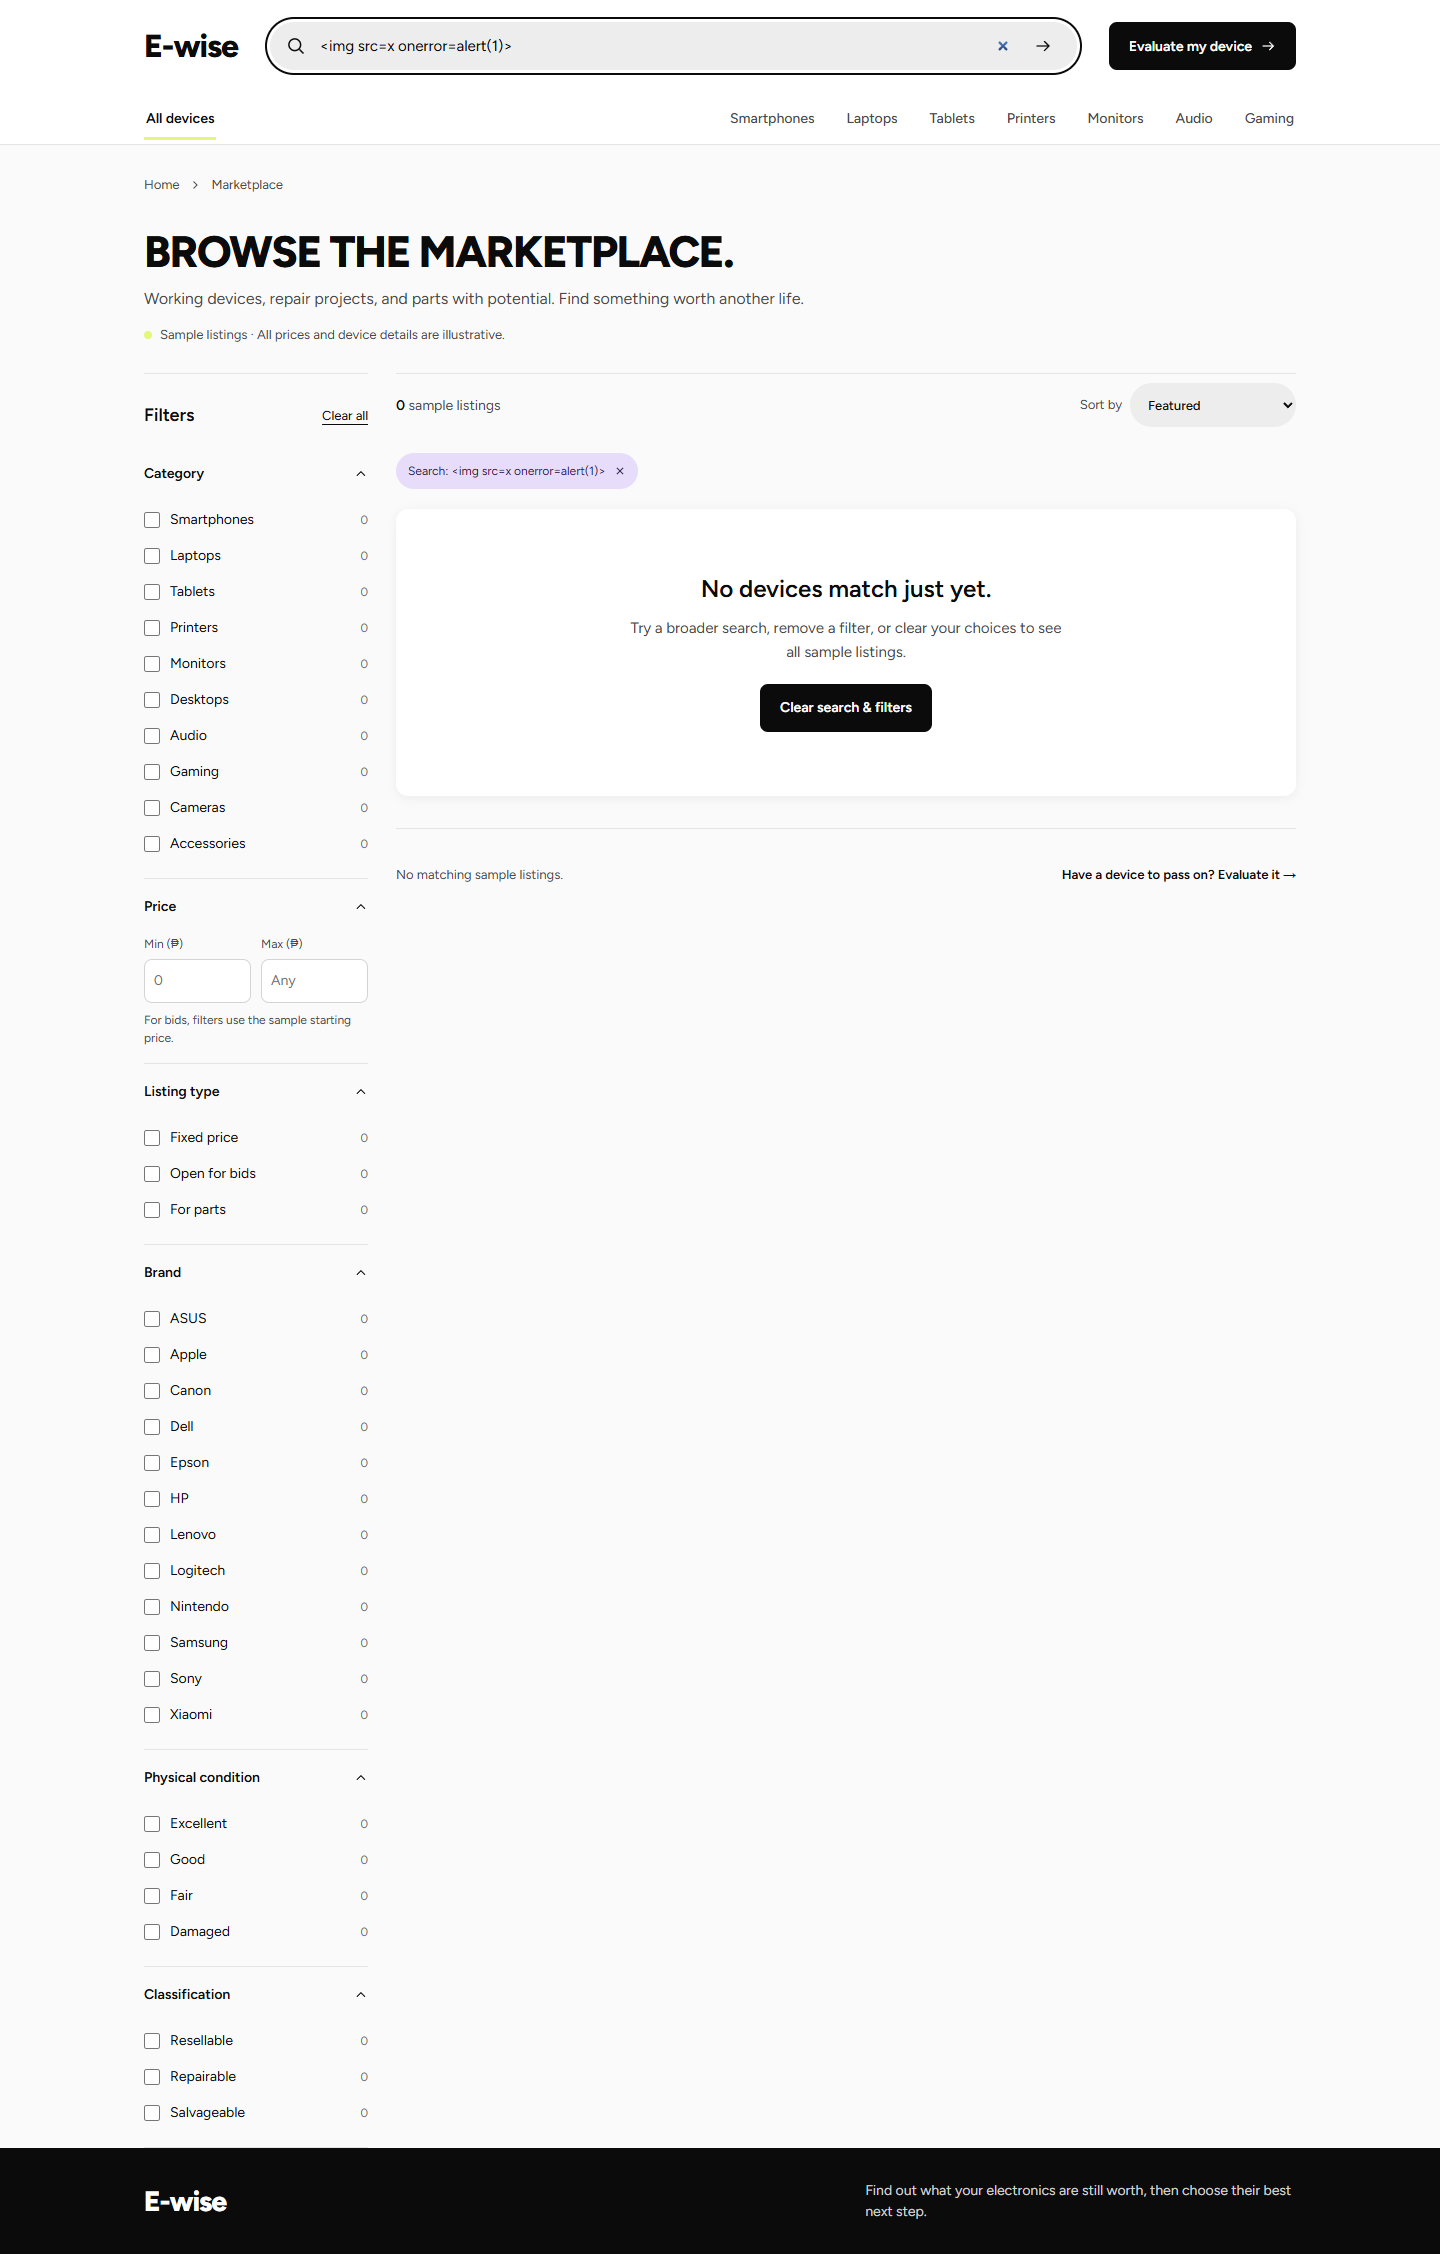 E-wise
<img src=x onerror=alert(1)>
Evaluate my device →
All devices
Smartphones
Laptops
Tablets
Printers
Monitors
Audio
Gaming
Home > Marketplace
BROWSE THE MARKETPLACE.
Working devices, repair projects, and parts with potential. Find something worth another life.
Sample listings · All prices and device details are illustrative.
Filters
Clear all
Category
Smartphones 0
Laptops 0
Tablets 0
Printers 0
Monitors 0
Desktops 0
Audio 0
Gaming 0
Cameras 0
Accessories 0
Price
Min (₱)
Max (₱)
0
Any
For bids, filters use the sample starting
price.
Listing type
Fixed price 0
Open for bids 0
For parts 0
Brand
ASUS 0
Apple 0
Canon 0
Dell 0
Epson 0
HP 0
Lenovo 0
Logitech 0
Nintendo 0
Samsung 0
Sony 0
Xiaomi 0
Physical condition
Excellent 0
Good 0
Fair 0
Damaged 0
Classification
Resellable 0
Repairable 0
Salvageable 0
0 sample listings
Sort by
Featured
Search: <img src=x onerror=alert(1)> ×
No devices match just yet.
Try a broader search, remove a filter, or clear your choices to see
all sample listings.
Clear search & filters
No matching sample listings.
Have a device to pass on? Evaluate it →
E-wise
Find out what your electronics are still worth, then choose their best
next step.